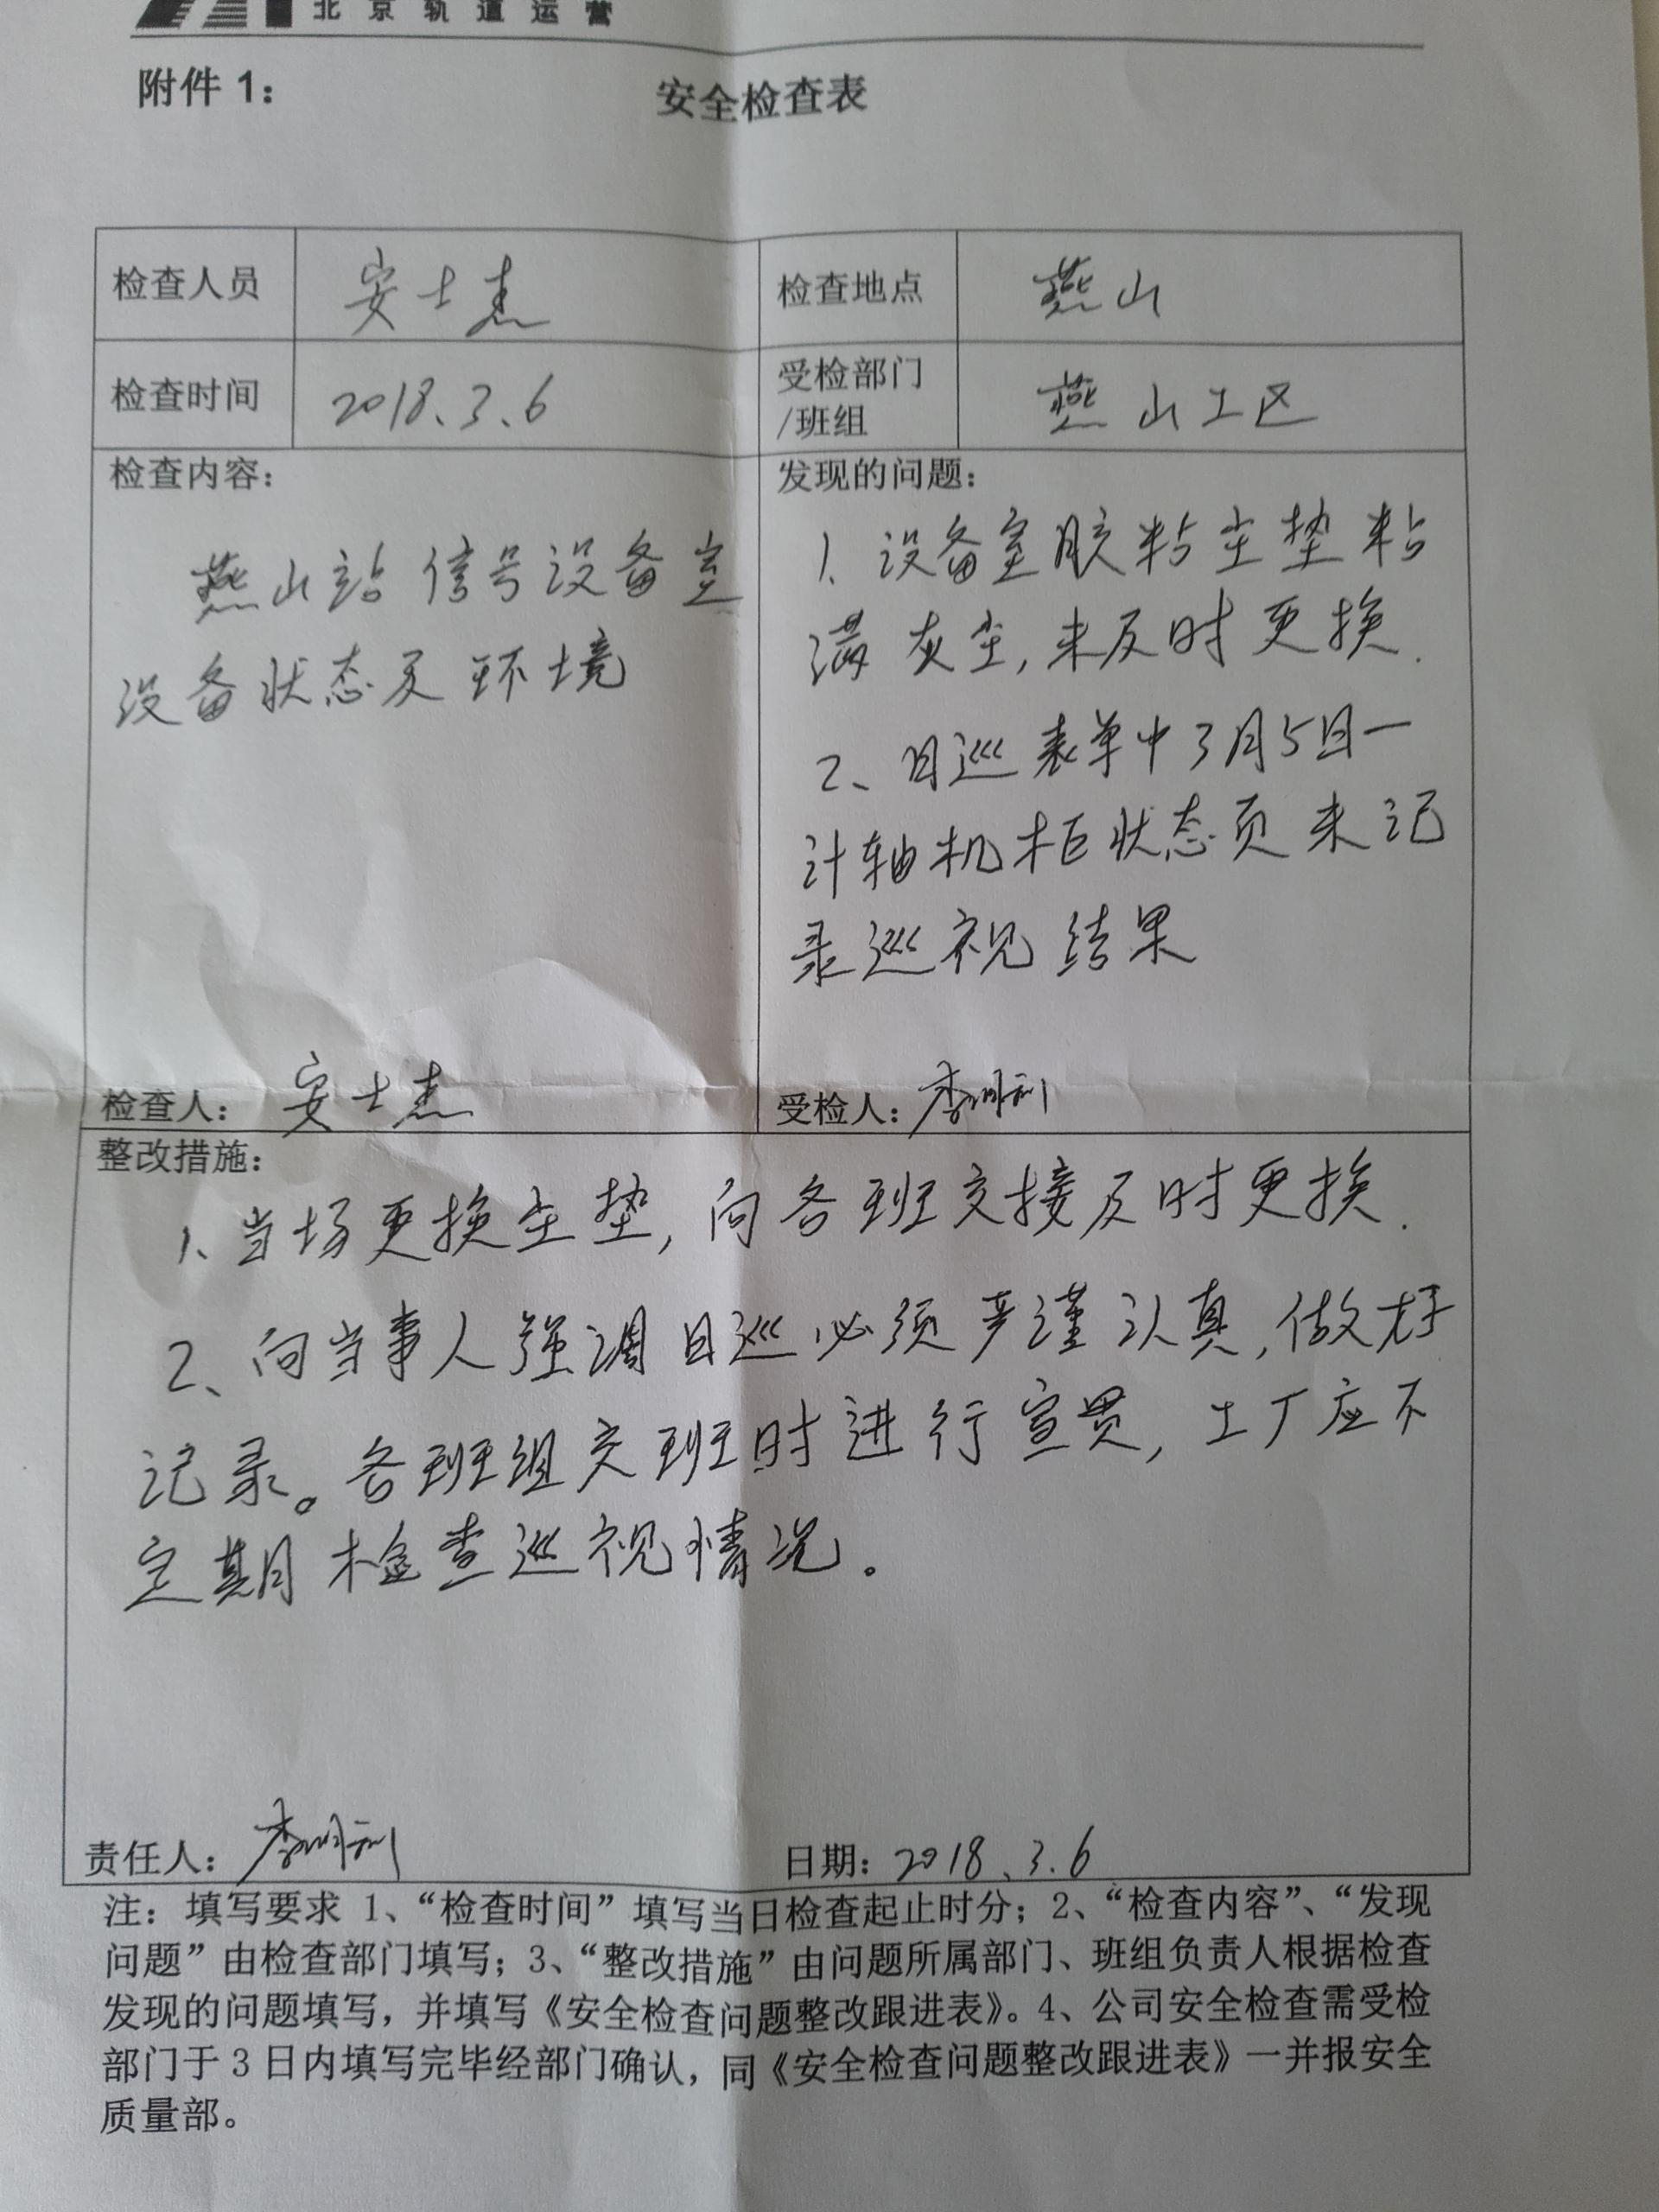 北京轨道运营
附件 1：
安全检查表
检查人员 安士杰 检查地点 燕山
检查时间 2018.3.6 受检部门
/班组 燕山工区
检查内容：
燕山站信号设备室
设备状态及环境
检查人： 安士杰
发现的问题：
1、设备室胶粘尘垫粘
满灰尘，未及时更换.
2、日巡表单中3月5日一
计轴机柜状态页未记
录巡视结果
受检人： 李明利
整改措施：
1、当场更换尘垫，向各班交接及时更换.
2、向当事人强调日巡必须严谨认真，做好
记录。各班组交班时进行宣贯，工厂应不
定期检查巡视情况。
责任人： 李明利 日期：2018.3.6
注：填写要求 1、“检查时间”填写当日检查起止时分；2、“检查内容”、“发现
问题”由检查部门填写；3、“整改措施”由问题所属部门、班组负责人根据检查
发现的问题填写，并填写《安全检查问题整改跟进表》。4、公司安全检查需受检
部门于 3 日内填写完毕经部门确认，同《安全检查问题整改跟进表》一并报安全
质量部。